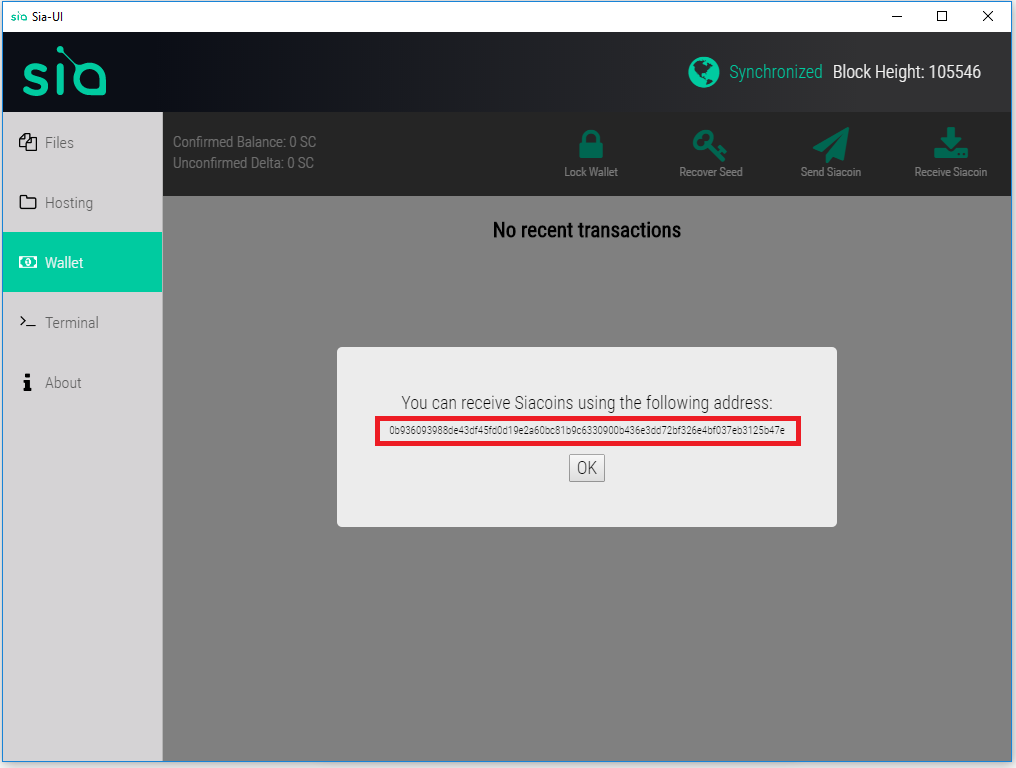 sia Sia-UI
sia
Synchronized Block Height: 105546
Files
Hosting
Wallet
Terminal
About
Confirmed Balance: 0 SC
Unconfirmed Delta: 0 SC
Lock Wallet
Recover Seed
Send Siacoin
Receive Siacoin
No recent transactions
You can receive Siacoins using the following address:
0b936093988de43df45fd0d19e2a60bc81b9c6330900b436e3dd72bf326e4bf037eb3125b47e
OK